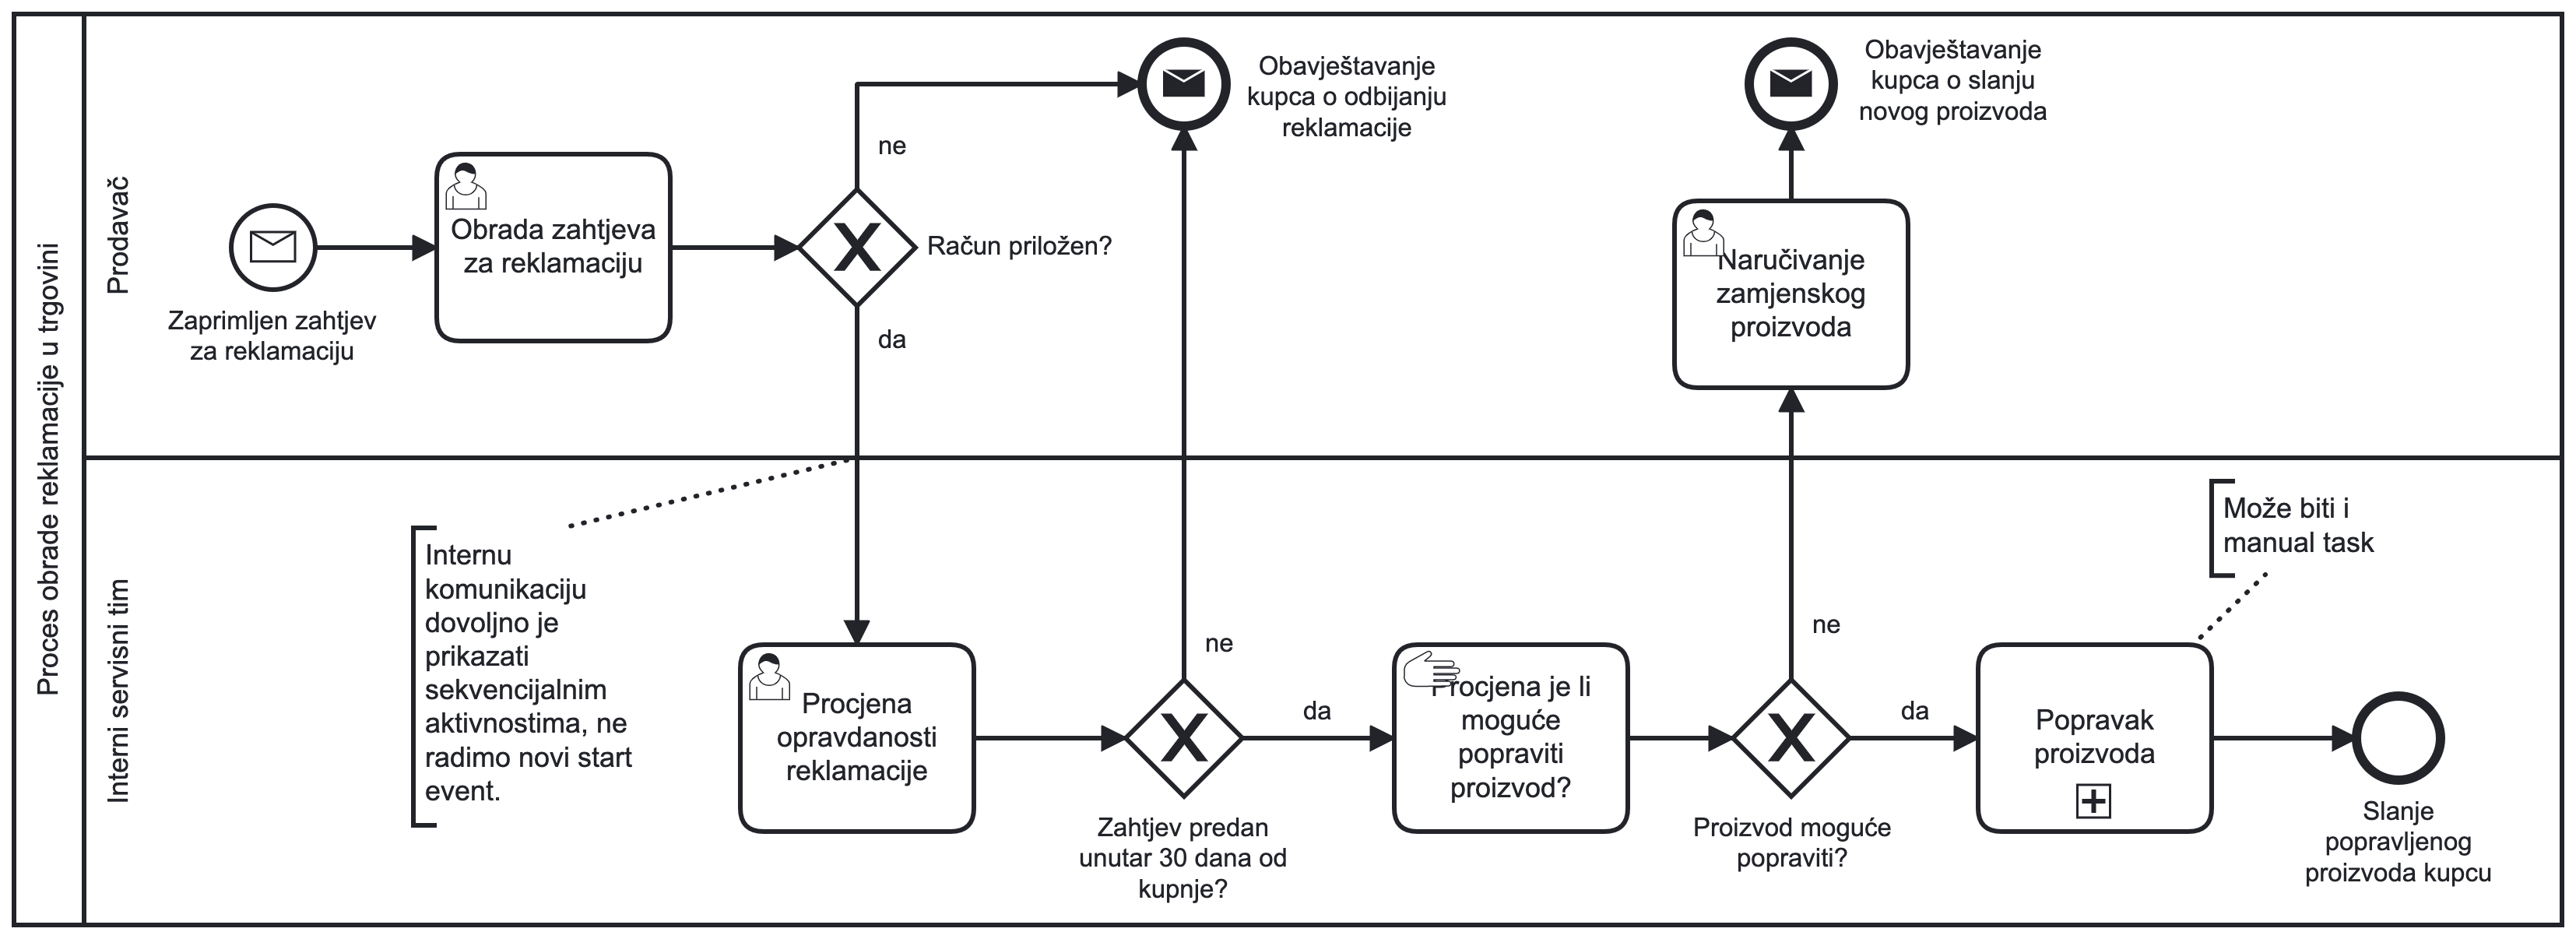 Proces obrade reklamacije u trgovini
Prodavač
Zaprimljen zahtjev
za reklamaciju
Obrada zahtjeva
za reklamaciju
ne
X
Račun priložen?
da
Obavještavanje
kupca o odbijanju
reklamacije
Obavještavanje
kupca o slanju
novog proizvoda
Naručivanje
zamjenskog
proizvoda
Interni servisni tim
Internu
komunikaciju
dovoljno je
prikazati
sekvencijalnim
aktivnostima, ne
radimo novi start
event.
Procjena
opravdanosti
reklamacije
ne
X
da
Zahtjev predan
unutar 30 dana od
kupnje?
Procjena je li
moguće
popraviti
proizvod?
ne
X
da
Proizvod moguće
popraviti?
Može biti i
manual task
Popravak
proizvoda
Slanje
popravljenog
proizvoda kupcu